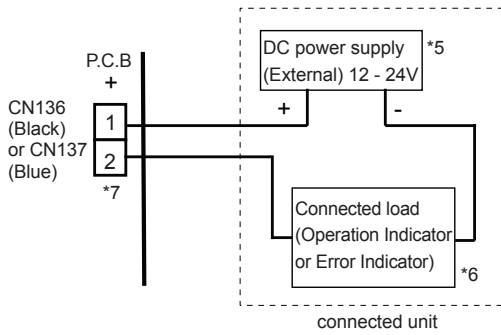 P.C.B
+
CN136
(Black)
or CN137
(Blue)
1
2
*7
DC power supply
(External) 12 - 24V
*5
+
-
Connected load
(Operation Indicator
or Error Indicator)
*6
connected unit